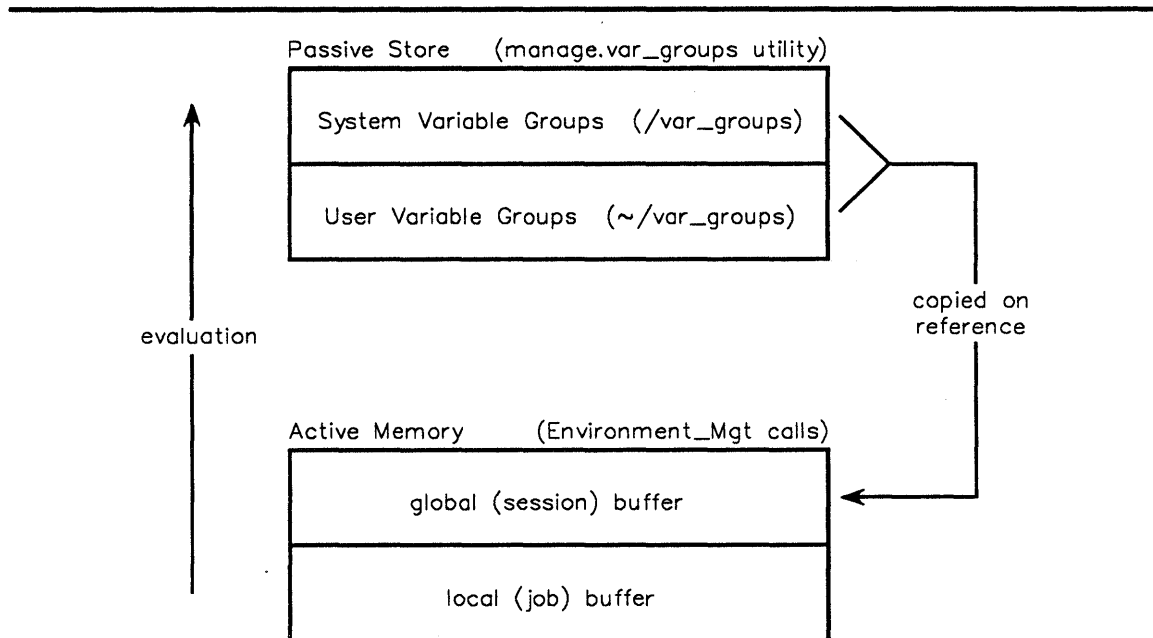 Passive Store (manage.var_groups utility)
System Variable Groups (/var_groups)
User Variable Groups (~/var_groups)
copied on
reference
evaluation
Active Memory (Environment_Mgt calls)
global (session) buffer
local (job) buffer